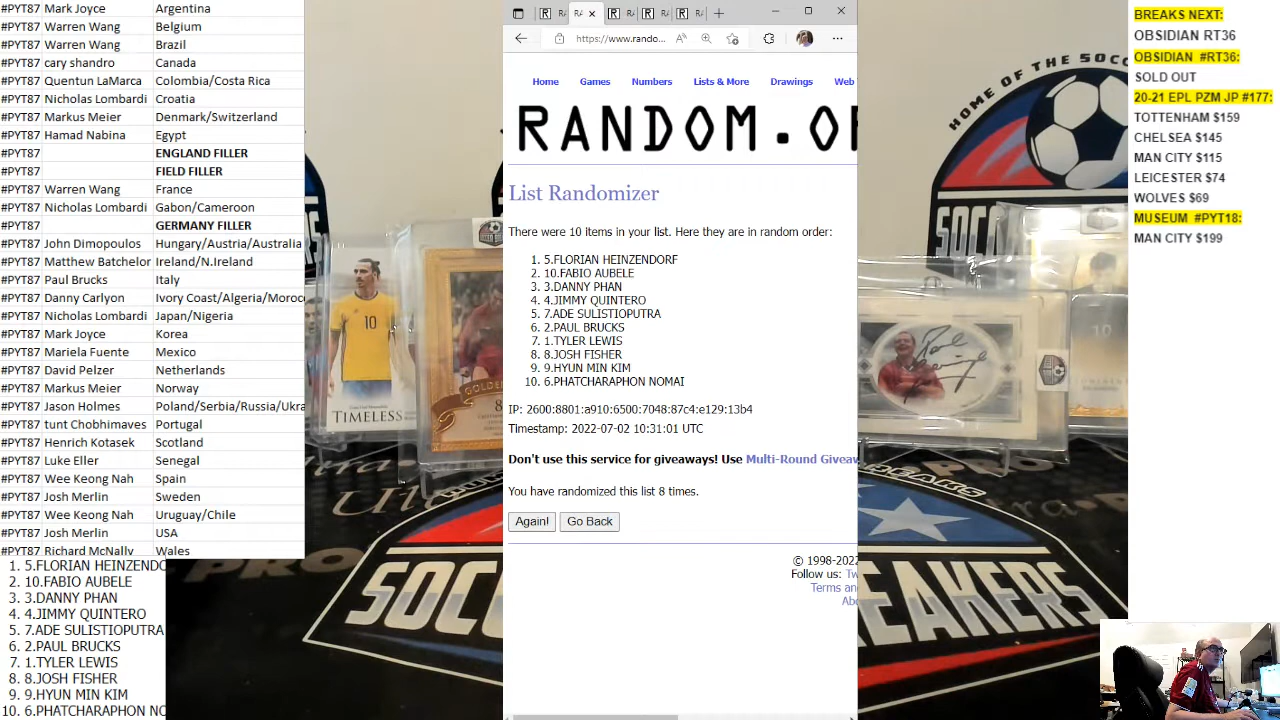 #PYT87 Mark Joyce Argentina
#PYT87 Warren Wang Belgium
#PYT87 Warren Wang Brazil
#PYT87 cary shandro Canada
#PYT87 Quentun LaMarca Colombia/Costa Rica
#PYT87 Nicholas Lombardi Croatia
#PYT87 Markus Meier Denmark/Switzerland
#PYT87 Hamad Nabina Egypt
#PYT87 ENGLAND FILLER
#PYT87 FIELD FILLER
#PYT87 Warren Wang France
#PYT87 Nicholas Lombardi Gabon/Cameroon
#PYT87 GERMANY FILLER
#PYT87 John Dimopoulos Hungary/Austria/Australia
#PYT87 Matthew Batchelor Ireland/N.Ireland
#PYT87 Paul Brucks Italy
#PYT87 Danny Carlyon Ivory Coast/Algeria/Moroc
#PYT87 Nicholas Lombardi Japan/Nigeria
#PYT87 Mark Joyce Korea
#PYT87 Mariela Fuente Mexico
#PYT87 David Pelzer Netherlands
#PYT87 Markus Meier Norway
#PYT87 Jason Holmes Poland/Serbia/Russia/Ukra
#PYT87 tunt Chobhimaves Portugal
#PYT87 Henrich Kotasek Scotland
#PYT87 Luke Eller Senegal
#PYT87 Wee Keong Nah Spain
#PYT87 Josh Merlin Sweden
#PYT87 Wee Keong Nah Uruguay/Chile
#PYT87 Josh Merlin USA
#PYT87 Richard McNally Wales
1. 5.FLORIAN HEINZENDO
2. 10.FABIO AUBELE
3. 3.DANNY PHAN
4. 4.JIMMY QUINTERO
5. 7.ADE SULISTIOPUTRA
6. 2.PAUL BRUCKS
7. 1.TYLER LEWIS
8. 8.JOSH FISHER
9. 9.HYUN MIN KIM
10. 6.PHATCHARAPHON NO
TIMELESS
10
GOLDEN
https://www.rando...
Home Games Numbers Lists & More Drawings Web
RANDOM.OR
List Randomizer
There were 10 items in your list. Here they are in random order:
1. 5.FLORIAN HEINZENDORF
2. 10.FABIO AUBELE
3. 3.DANNY PHAN
4. 4.JIMMY QUINTERO
5. 7.ADE SULISTIOPUTRA
6. 2.PAUL BRUCKS
7. 1.TYLER LEWIS
8. 8.JOSH FISHER
9. 9.HYUN MIN KIM
10. 6.PHATCHARAPHON NOMAI
IP: 2600:8801:a910:6500:7048:87c4:e129:13b4
Timestamp: 2022-07-02 10:31:01 UTC
Don't use this service for giveaways! Use Multi-Round Giveaw
You have randomized this list 8 times.
Again! Go Back
© 1998-2022
Follow us: Tw
Terms an
Abo
HOME OF THE SOCC
SOCC
SOCC
EAKERS
BREAKS NEXT:
OBSIDIAN RT36
OBSIDIAN #RT36:
SOLD OUT
20-21 EPL PZM JP #177:
TOTTENHAM $159
CHELSEA $145
MAN CITY $115
LEICESTER $74
WOLVES $69
MUSEUM #PYT18:
MAN CITY $199